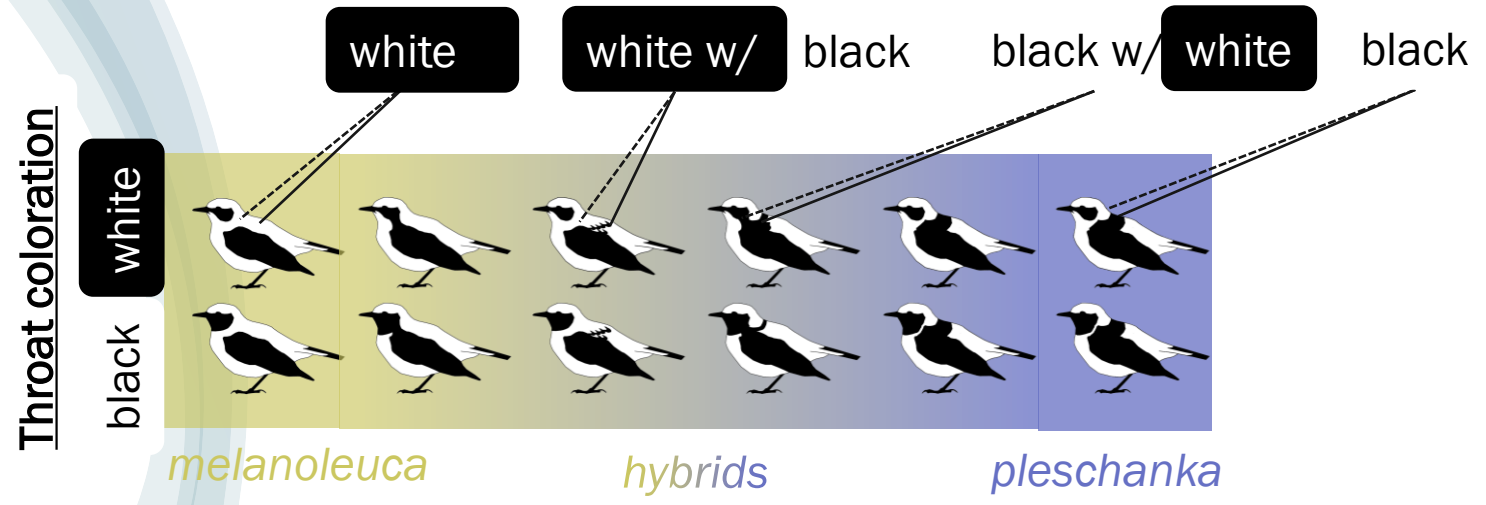 white white w/ black black w/ white black
Throat coloration
white
black
melanoleuca hybrids pleschanka